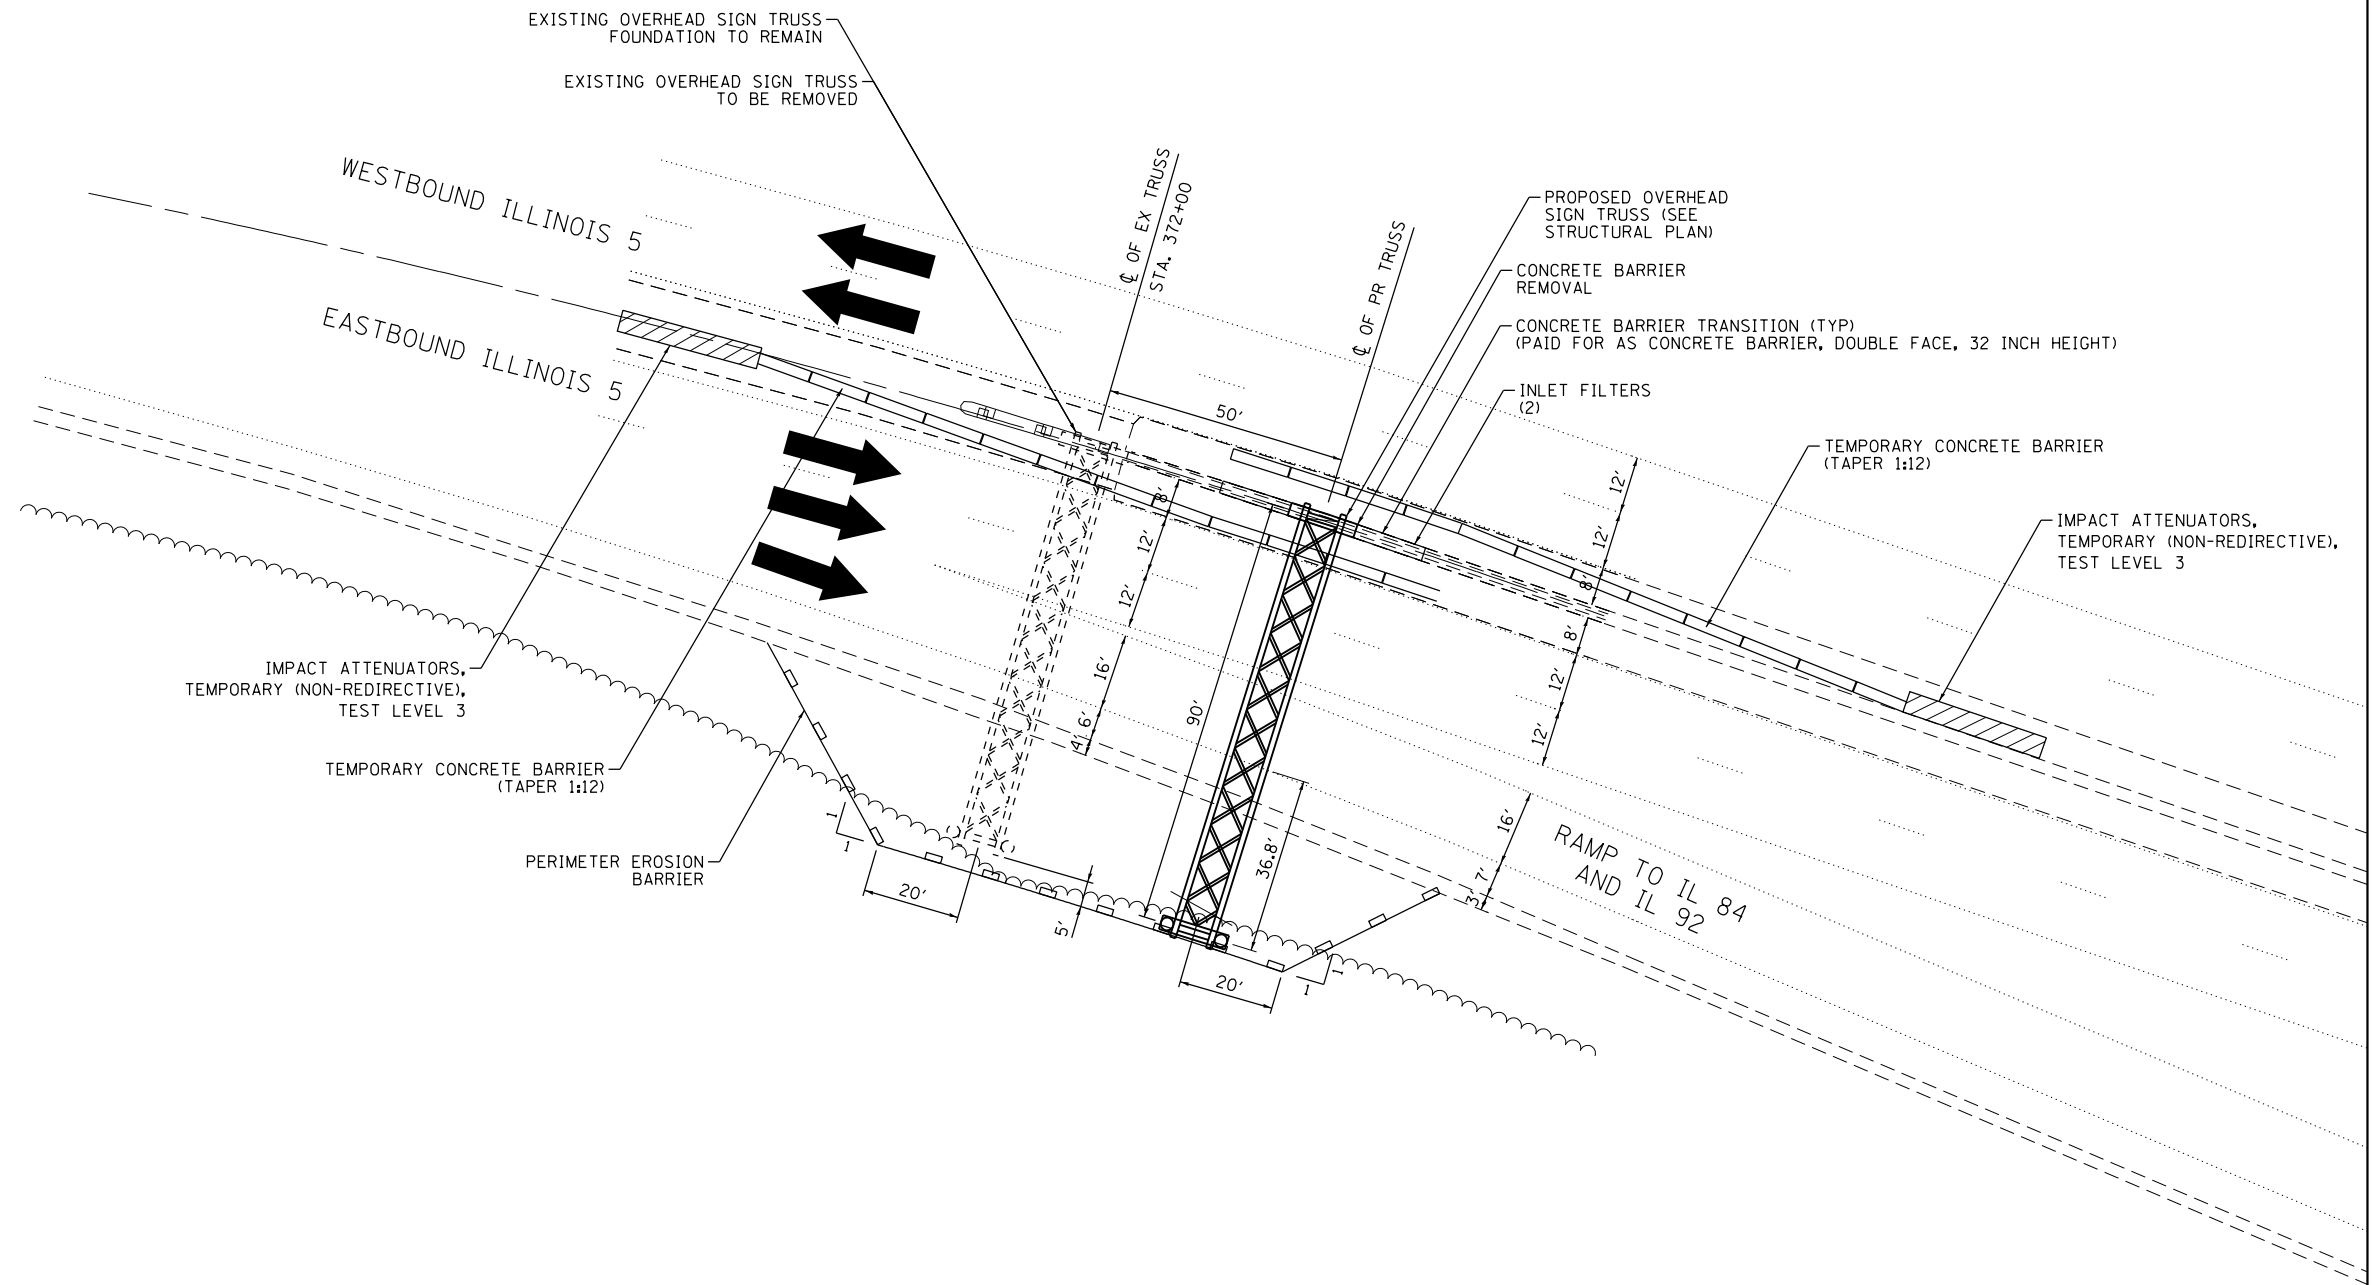 EXISTING OVERHEAD SIGN TRUSS
FOUNDATION TO REMAIN
EXISTING OVERHEAD SIGN TRUSS
TO BE REMOVED
WESTBOUND ILLINOIS 5
EASTBOUND ILLINOIS 5
℄ OF EX TRUSS
STA. 372+00
℄ OF PR TRUSS
50'
PROPOSED OVERHEAD
SIGN TRUSS (SEE
STRUCTURAL PLAN)
CONCRETE BARRIER
REMOVAL
CONCRETE BARRIER TRANSITION (TYP)
(PAID FOR AS CONCRETE BARRIER, DOUBLE FACE, 32 INCH HEIGHT)
INLET FILTERS
(2)
TEMPORARY CONCRETE BARRIER
(TAPER 1:12)
IMPACT ATTENUATORS,
TEMPORARY (NON-REDIRECTIVE),
TEST LEVEL 3
12'
12'
8'
8'
12'
12'
16'
7'
3'
8'
12'
12'
16'
6'
4'
90'
36.8'
IMPACT ATTENUATORS,
TEMPORARY (NON-REDIRECTIVE),
TEST LEVEL 3
TEMPORARY CONCRETE BARRIER
(TAPER 1:12)
PERIMETER EROSION
BARRIER
1
1
20'
5'
20'
1
1
RAMP TO IL 84
AND IL 92